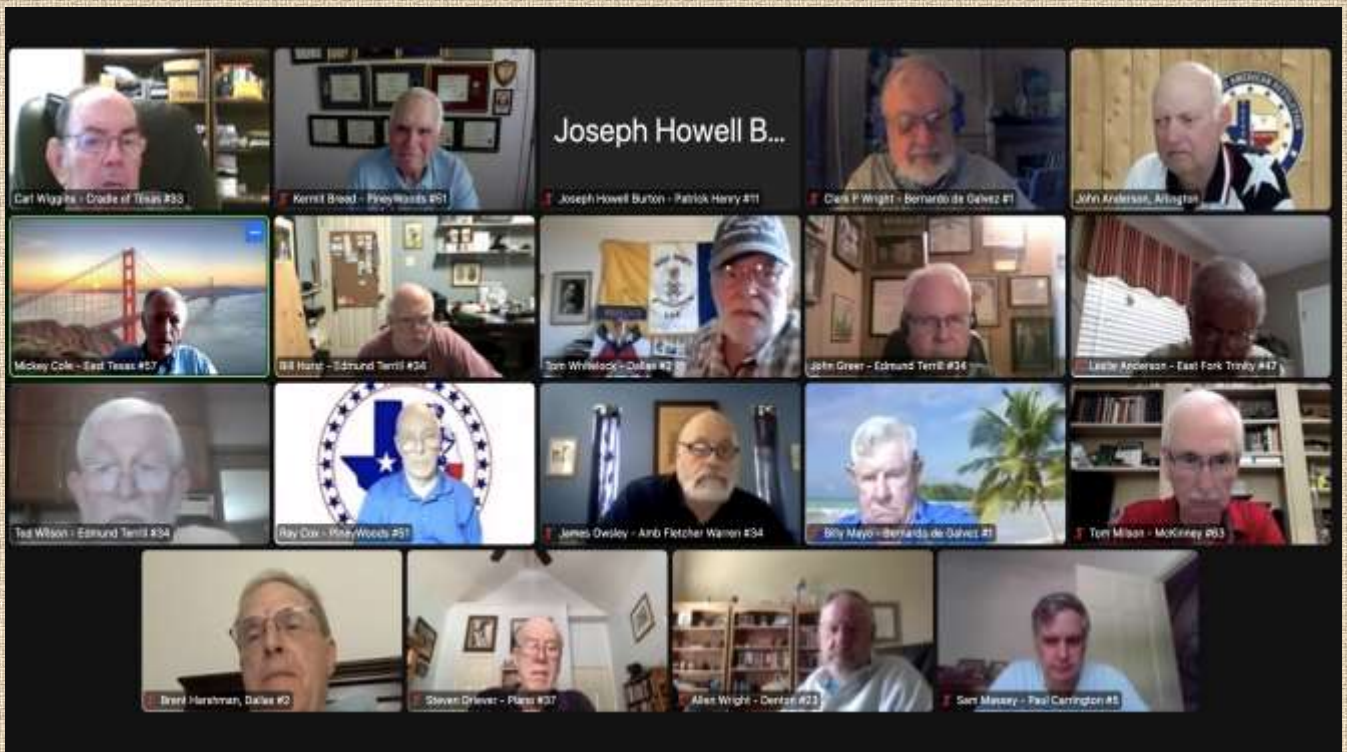 Carl Wiggins - Cradle of Texas #33
Kermit Breed - PineyWoods #51
Joseph Howell B...
Joseph Howell Burton - Patrick Henry #11
Clark P Wright - Bernardo de Galvez #1
John Anderson, Arlington
AMERICAN REVOLUTION
Mickey Cole - East Texas #57
Bill Hurst - Edmund Terrill #34
Tom Whitelock - Dallas #2
John Greer - Edmund Terrill #34
Leslie Anderson - East Fork Trinity #47
Ted Wilson - Edmund Terrill #34
Ray Cox - PineyWoods #51
James Owsley - Amb Fletcher Warren #34
Billy Mayo - Bernardo de Galvez #1
Tom Milson - McKinney #63
Brent Harshman, Dallas #2
Steven Driever - Plano #37
Allen Wright - Denton #23
Sam Massey - Paul Carrington #5